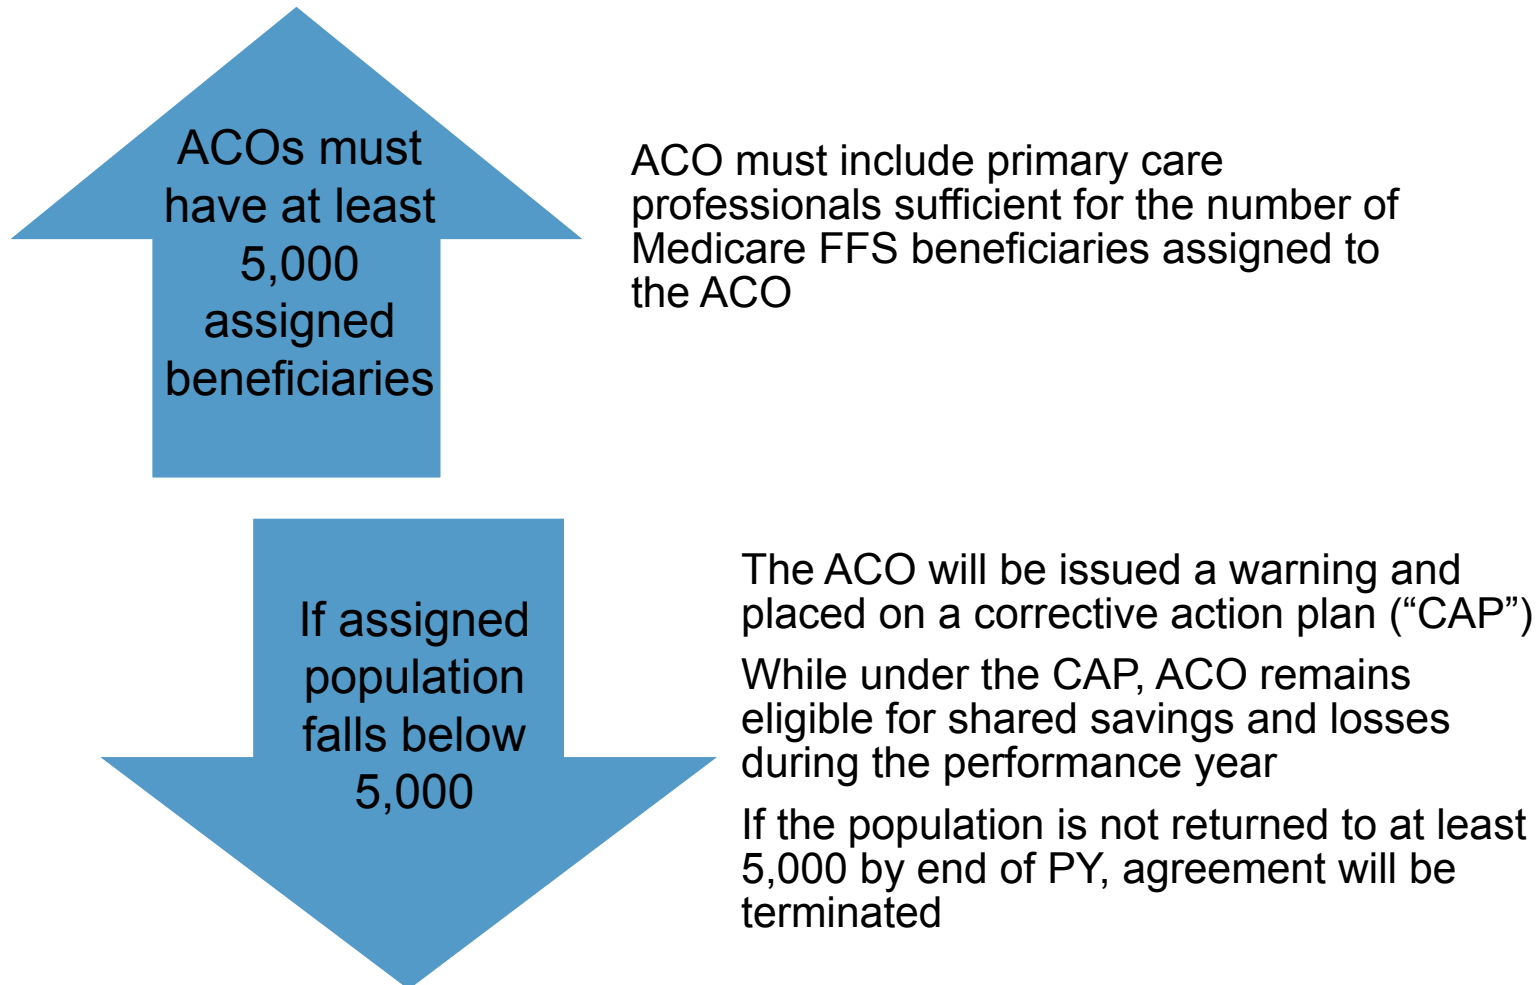 ACOs must
have at least
5,000
assigned
beneficiaries
ACO must include primary care
professionals sufficient for the number of
Medicare FFS beneficiaries assigned to
the ACO
If assigned
population
falls below
5,000
The ACO will be issued a warning and
placed on a corrective action plan (“CAP”)
While under the CAP, ACO remains
eligible for shared savings and losses
during the performance year
If the population is not returned to at least
5,000 by end of PY, agreement will be
terminated